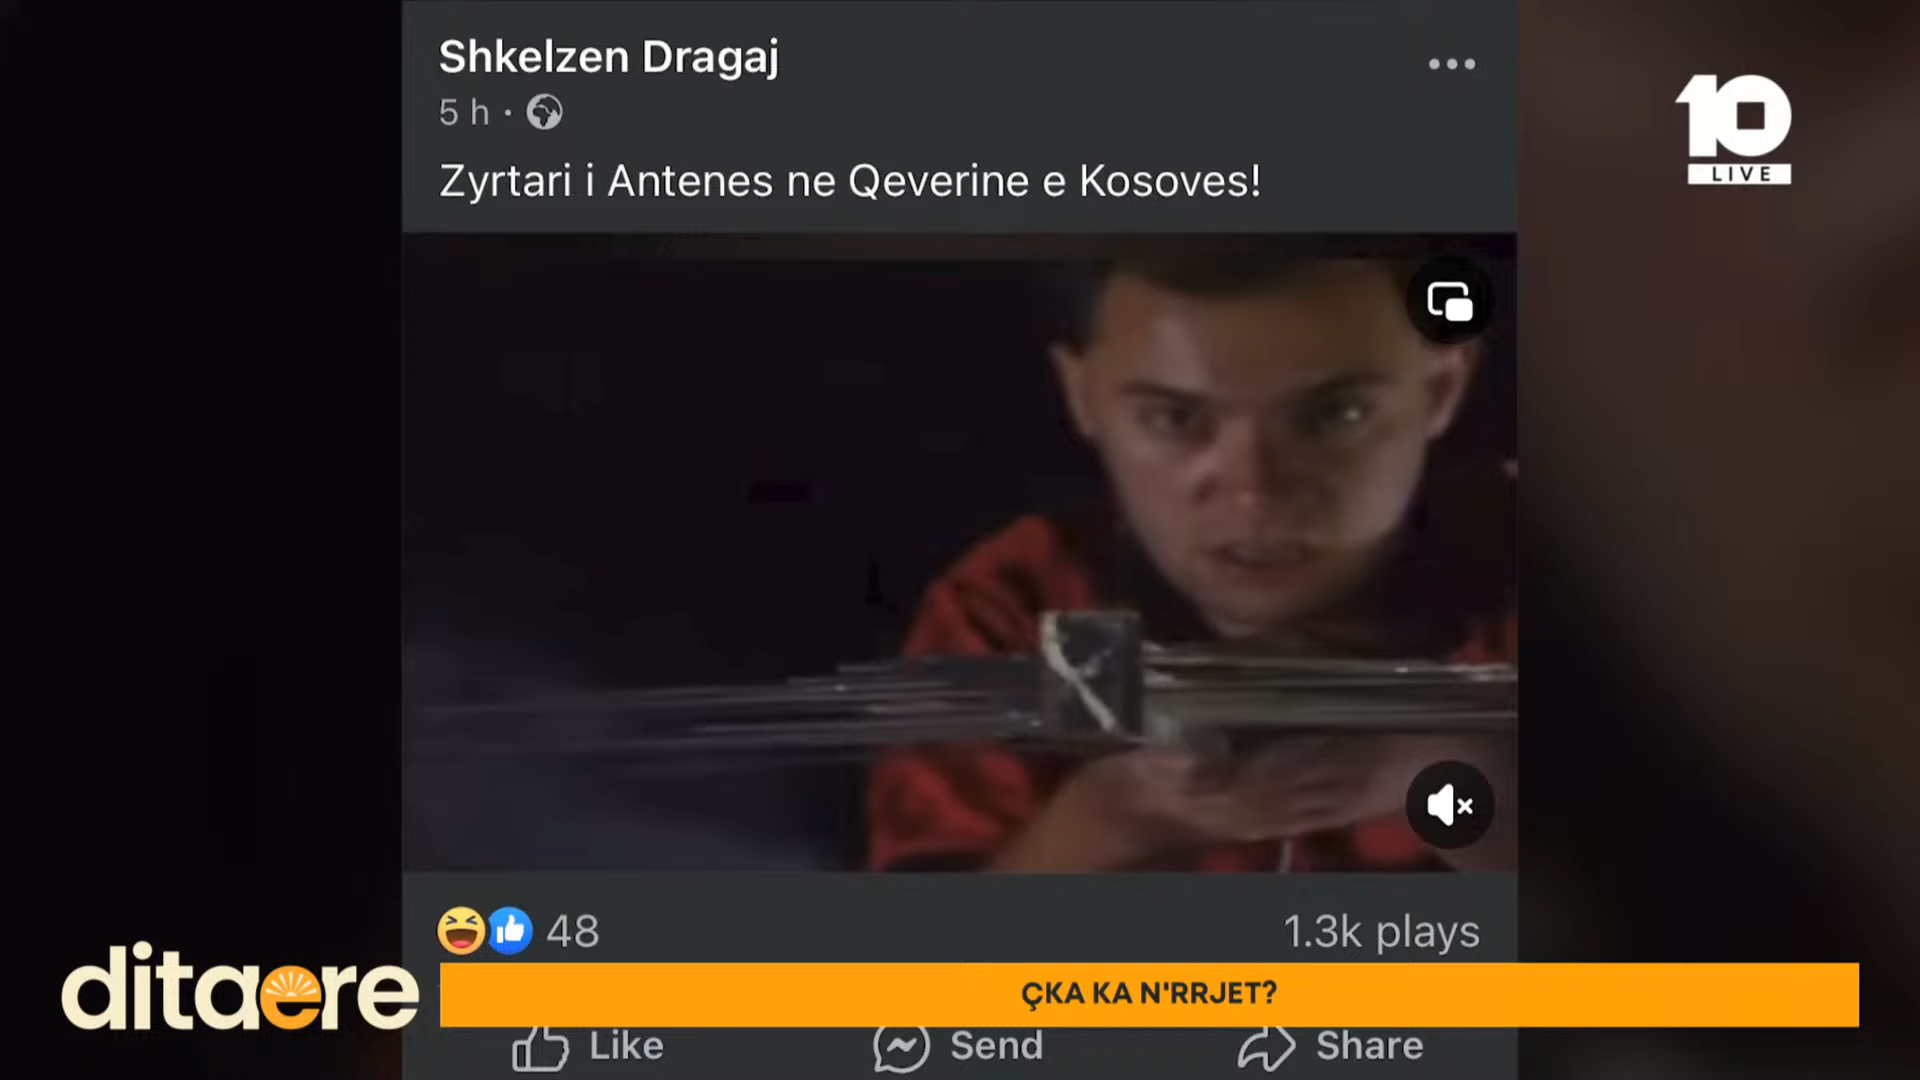 Shkelzen Dragaj
5 h ·
Zyrtari i Antenes ne Qeverine e Kosoves!
10
LIVE
48
1.3k plays
ditaere
ÇKA KA N'RRJET?
Like
Send
Share